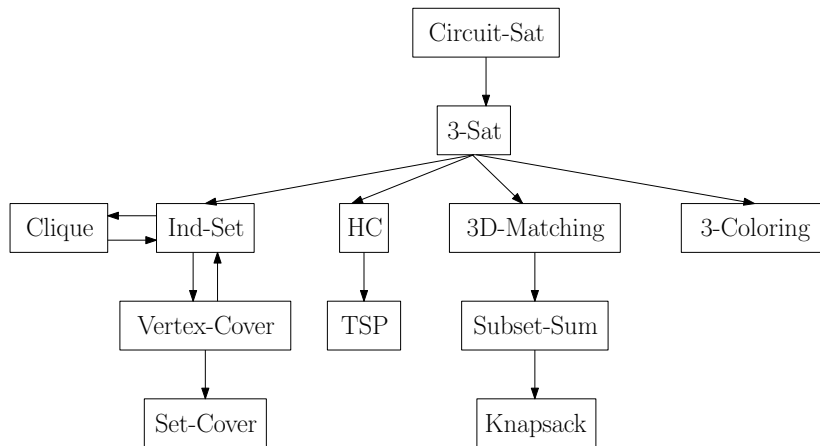 Circuit-Sat
3-Sat
Clique
Ind-Set
HC
3D-Matching
3-Coloring
Vertex-Cover
TSP
Subset-Sum
Set-Cover
Knapsack